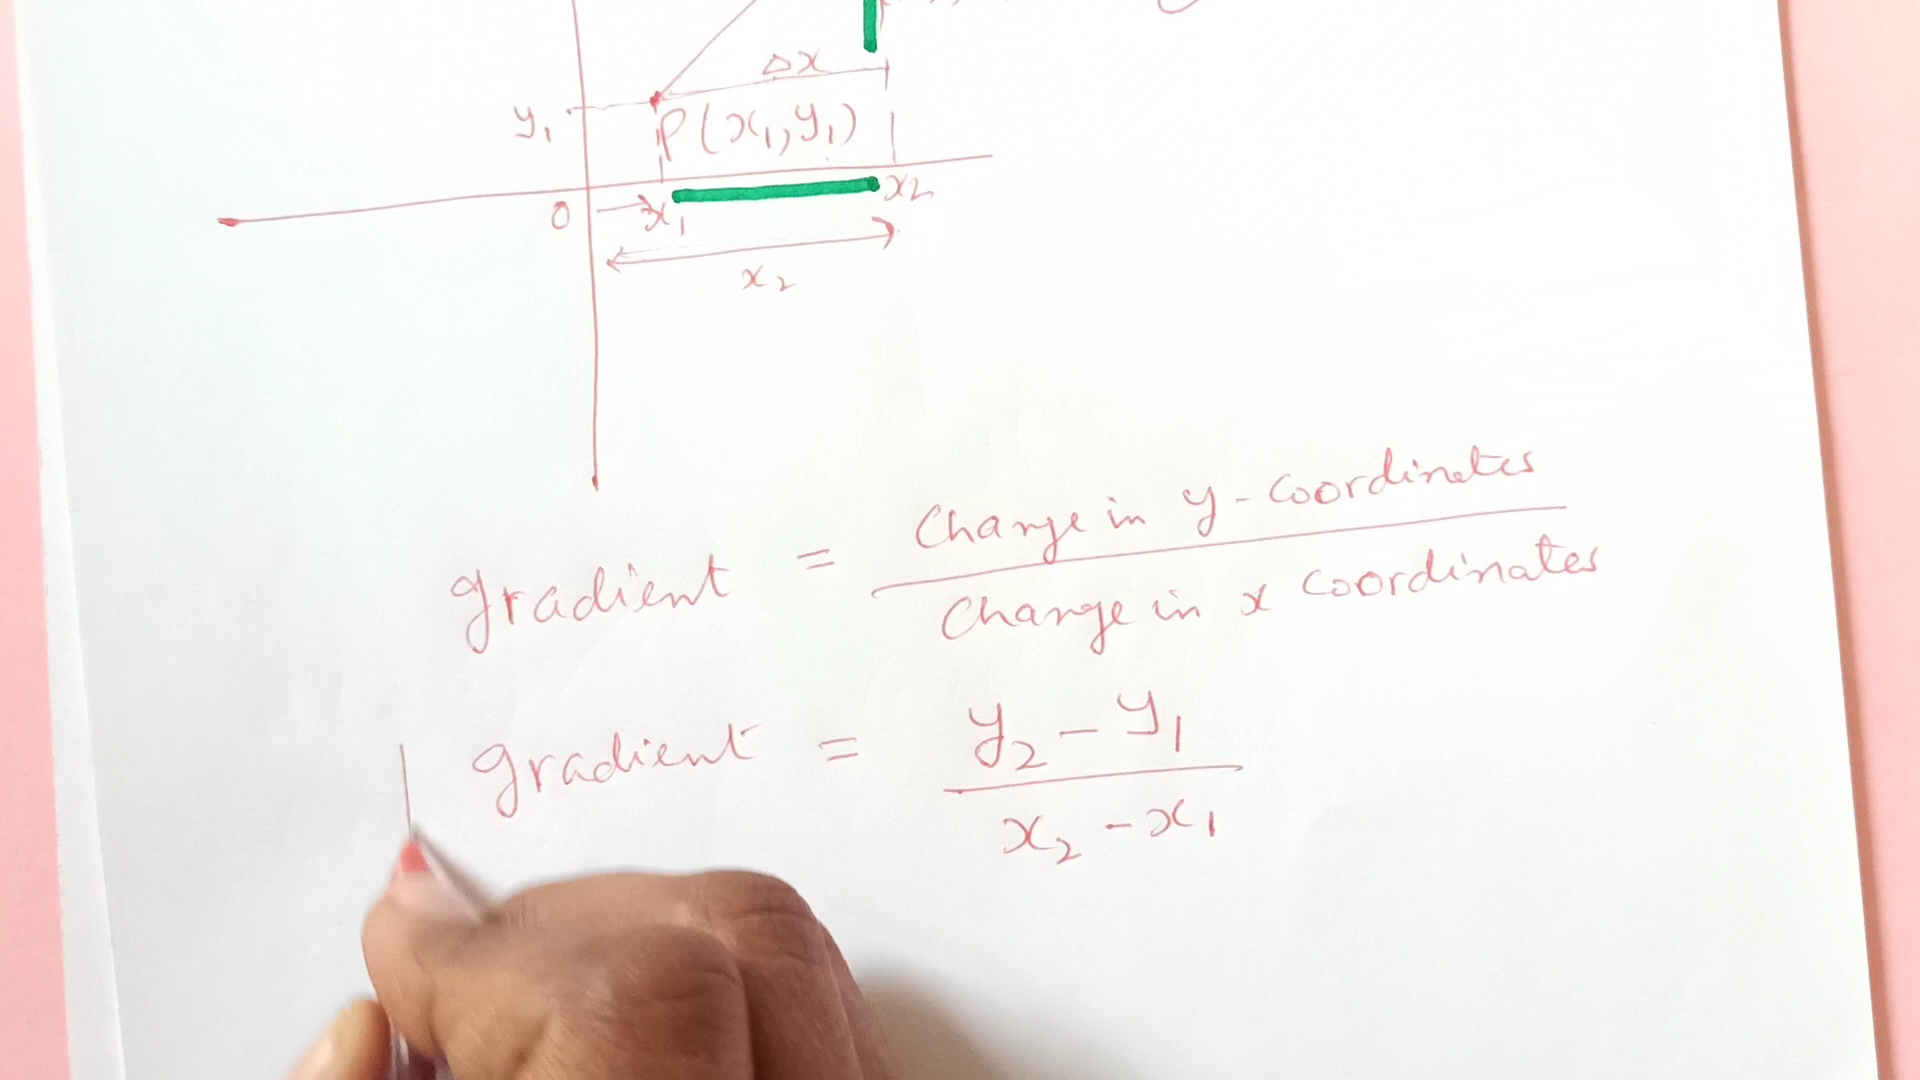 Δx
y₁
P(x₁,y₁)
0
x₁
x₂
x₂
gradient = Change in y-Coordinates / Change in x Coordinates
gradient = y₂ - y₁ / x₂ - x₁